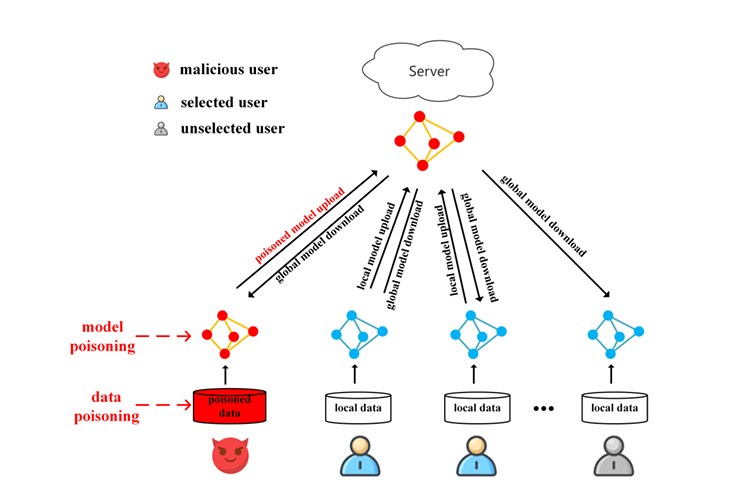 Server
malicious user
selected user
unselected user
poisoned model upload
global model download
local model upload
global model download
local model upload
global model download
global model download
model
poisoning
data
poisoning
poisoned
data
local data
local data
•••
local data